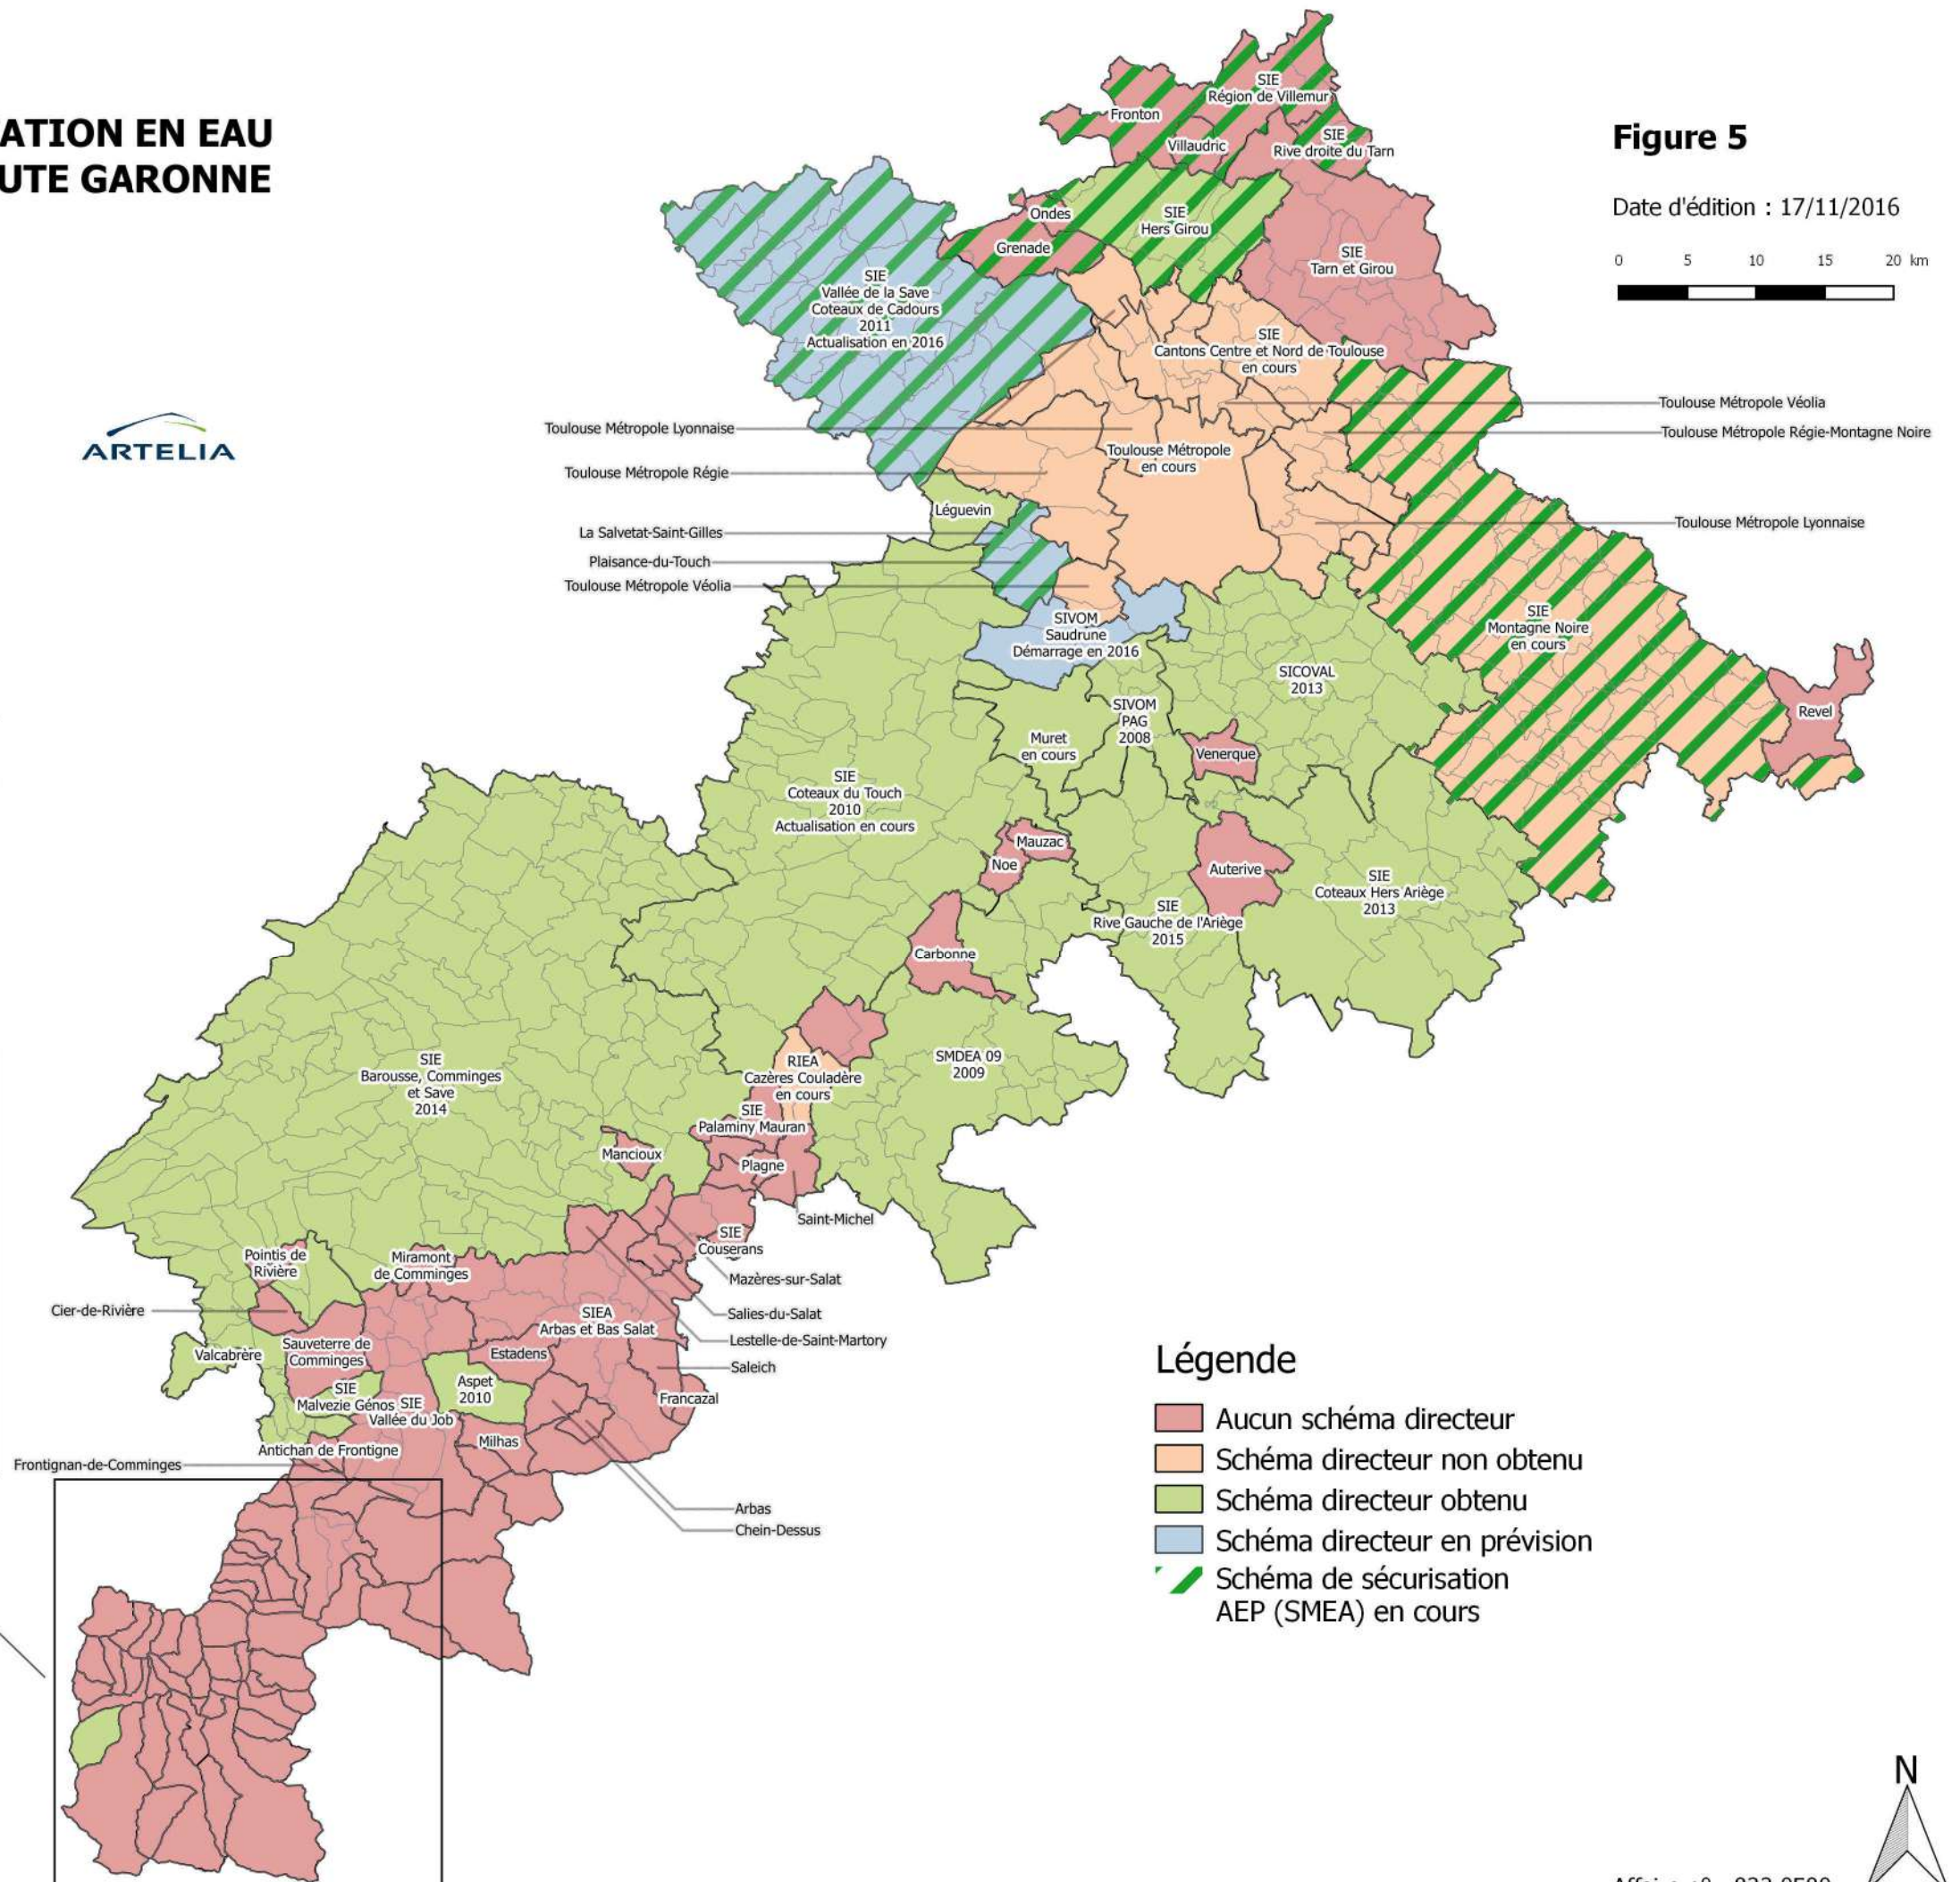 ATION EN EAU
UTE GARONNE
ARTELIA
Figure 5
Date d'édition : 17/11/2016
0 5 10 15 20 km
SIE
Région de Villemur
Fronton
Villaudric
SIE
Rive droite du Tarn
Ondes
Grenade
SIE
Hers Girou
SIE
Tarn et Girou
SIE
Vallée de la Save
Coteaux de Cadours
2011
Actualisation en 2016
SIE
Cantons Centre et Nord de Toulouse
en cours
Toulouse Métropole Véolia
Toulouse Métropole Régie-Montagne Noire
Toulouse Métropole Lyonnaise
Toulouse Métropole
en cours
Toulouse Métropole Régie
Léguevin
La Salvetat-Saint-Gilles
Toulouse Métropole Lyonnaise
Plaisance-du-Touch
Toulouse Métropole Véolia
SIVOM
Saudrune
Démarrage en 2016
SIE
Montagne Noire
en cours
SICOVAL
2013
Revel
SIVOM
PAG
2008
Muret
en cours
Venerque
SIE
Coteaux du Touch
2010
Actualisation en cours
Mauzac
Noe
Auterive
SIE
Coteaux Hers Ariège
2013
SIE
Rive Gauche de l'Ariège
2015
Carbonne
SIE
Barousse, Comminges
et Save
2014
RIEA
Cazères Couladère
en cours
SMDEA 09
2009
SIE
Palaminy Mauran
Mancioux
Plagne
Saint-Michel
SIE
Couserans
Pointis de
Rivière
Miramont
de Comminges
Mazères-sur-Salat
Cier-de-Rivière
SIEA
Arbas et Bas Salat
Salies-du-Salat
Lestelle-de-Saint-Martory
Valcabrère
Sauveterre de
Comminges
Estadens
Saleich
SIE
Malvezie Génos
Aspet
2010
Francazal
SIE
Vallée du Job
Antichan de Frontigne
Milhas
Frontignan-de-Comminges
Arbas
Chein-Dessus
Légende
Aucun schéma directeur
Schéma directeur non obtenu
Schéma directeur obtenu
Schéma directeur en prévision
Schéma de sécurisation
AEP (SMEA) en cours
N